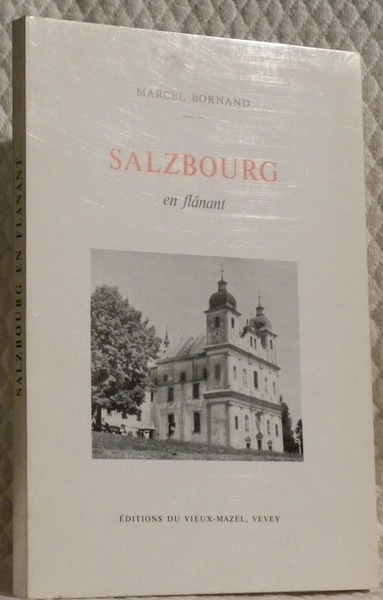 MARCEL BORNAND
SALZBOURG
en flânant
ÉDITIONS DU VIEUX-MAZEL, VEVEY
SALZBOURG EN FLANANT